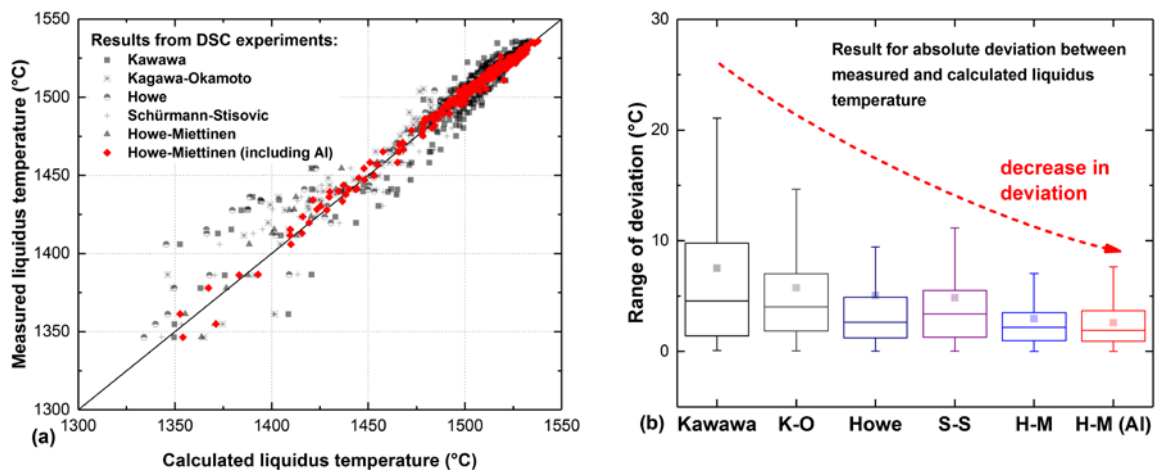 Measured liquidus temperature (°C)
1550
1500
1450
1400
1350
1300
Results from DSC experiments:
Kawawa
Kagawa-Okamoto
Howe
Schürmann-Stisovic
Howe-Miettinen
Howe-Miettinen (including Al)
(a)
1300
1350
1400
1450
1500
1550
Calculated liquidus temperature (°C)
Range of deviation (°C)
30
20
10
0
Result for absolute deviation between
measured and calculated liquidus
temperature
decrease in
deviation
(b)
Kawawa
K-O
Howe
S-S
H-M
H-M (Al)